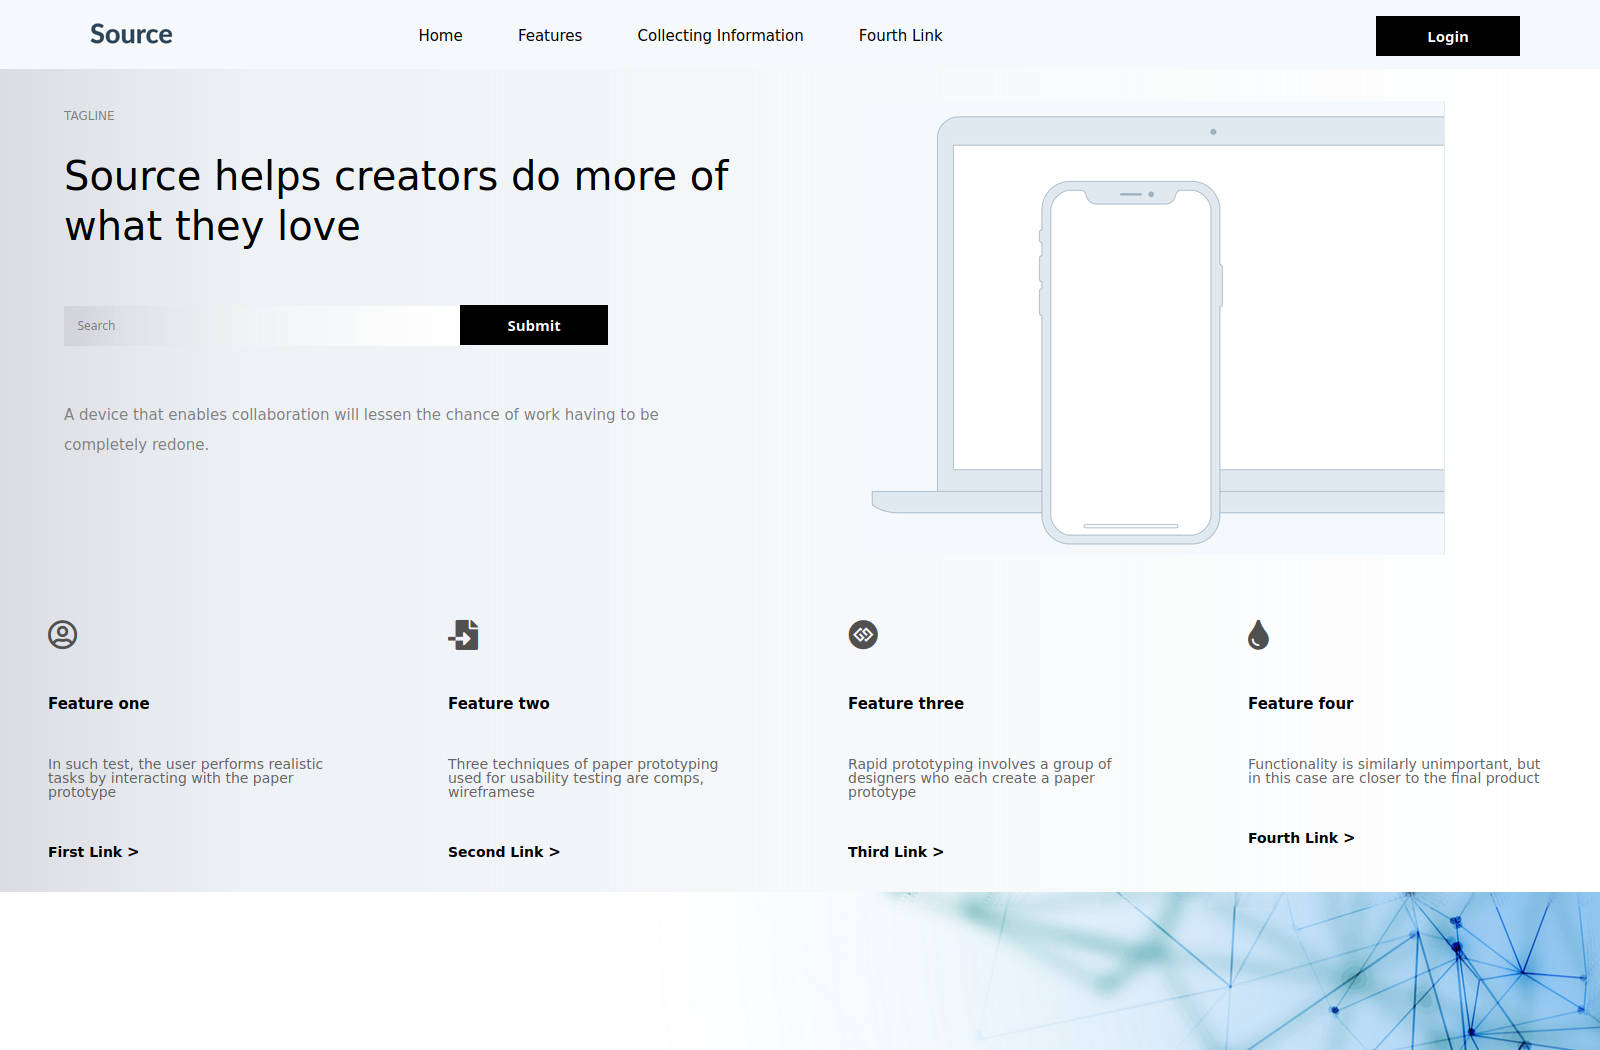 Source
Home
Features
Collecting Information
Fourth Link
Login
TAGLINE
Source helps creators do more of
what they love
Search
Submit
A device that enables collaboration will lessen the chance of work having to be
completely redone.
Feature one
In such test, the user performs realistic
tasks by interacting with the paper
prototype
First Link >
Feature two
Three techniques of paper prototyping
used for usability testing are comps,
wireframese
Second Link >
Feature three
Rapid prototyping involves a group of
designers who each create a paper
prototype
Third Link >
Feature four
Functionality is similarly unimportant, but
in this case are closer to the final product
Fourth Link >